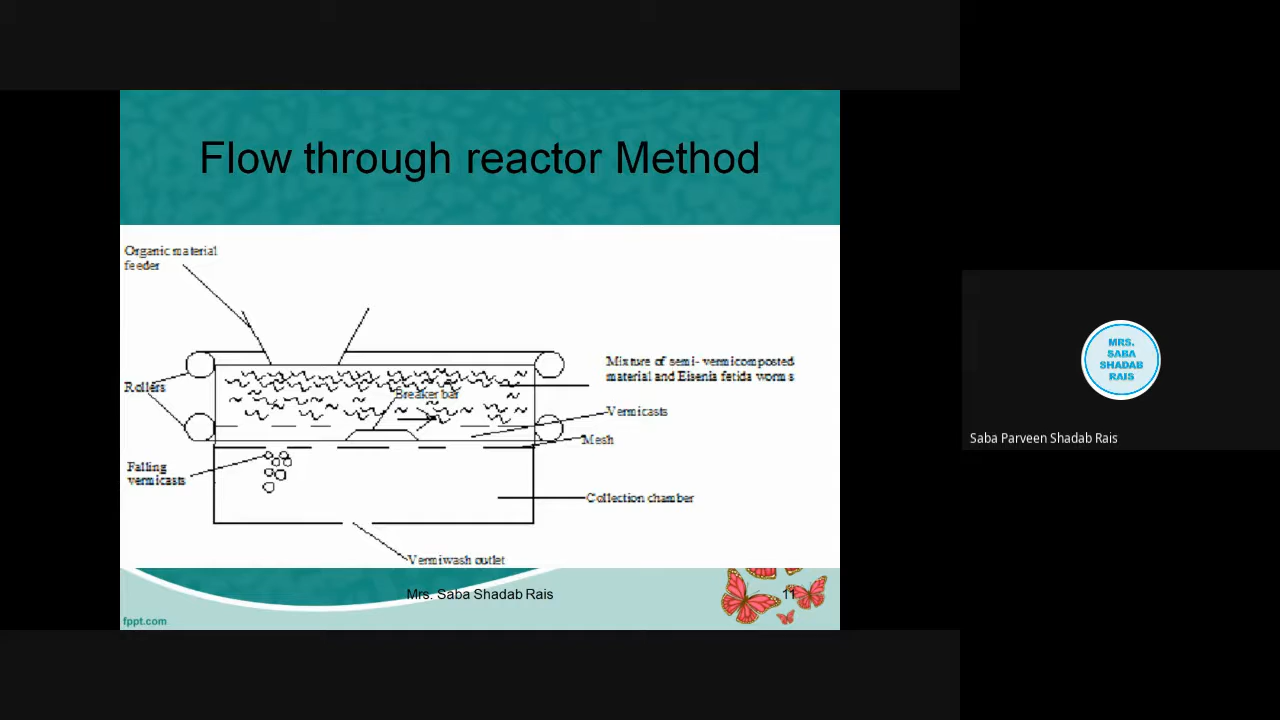 Flow through reactor Method
Organic material
feeder
Mixture of semi- vermicomposted
material and Eisenia fetida worms
Rollers
Breaker bar
Vermicasts
Mesh
Falling
vermicasts
Collection chamber
Vermiwash outlet
Mrs. Saba Shadab Rais
11
fppt.com
MRS.
SABA
SHADAB
RAIS
Saba Parveen Shadab Rais